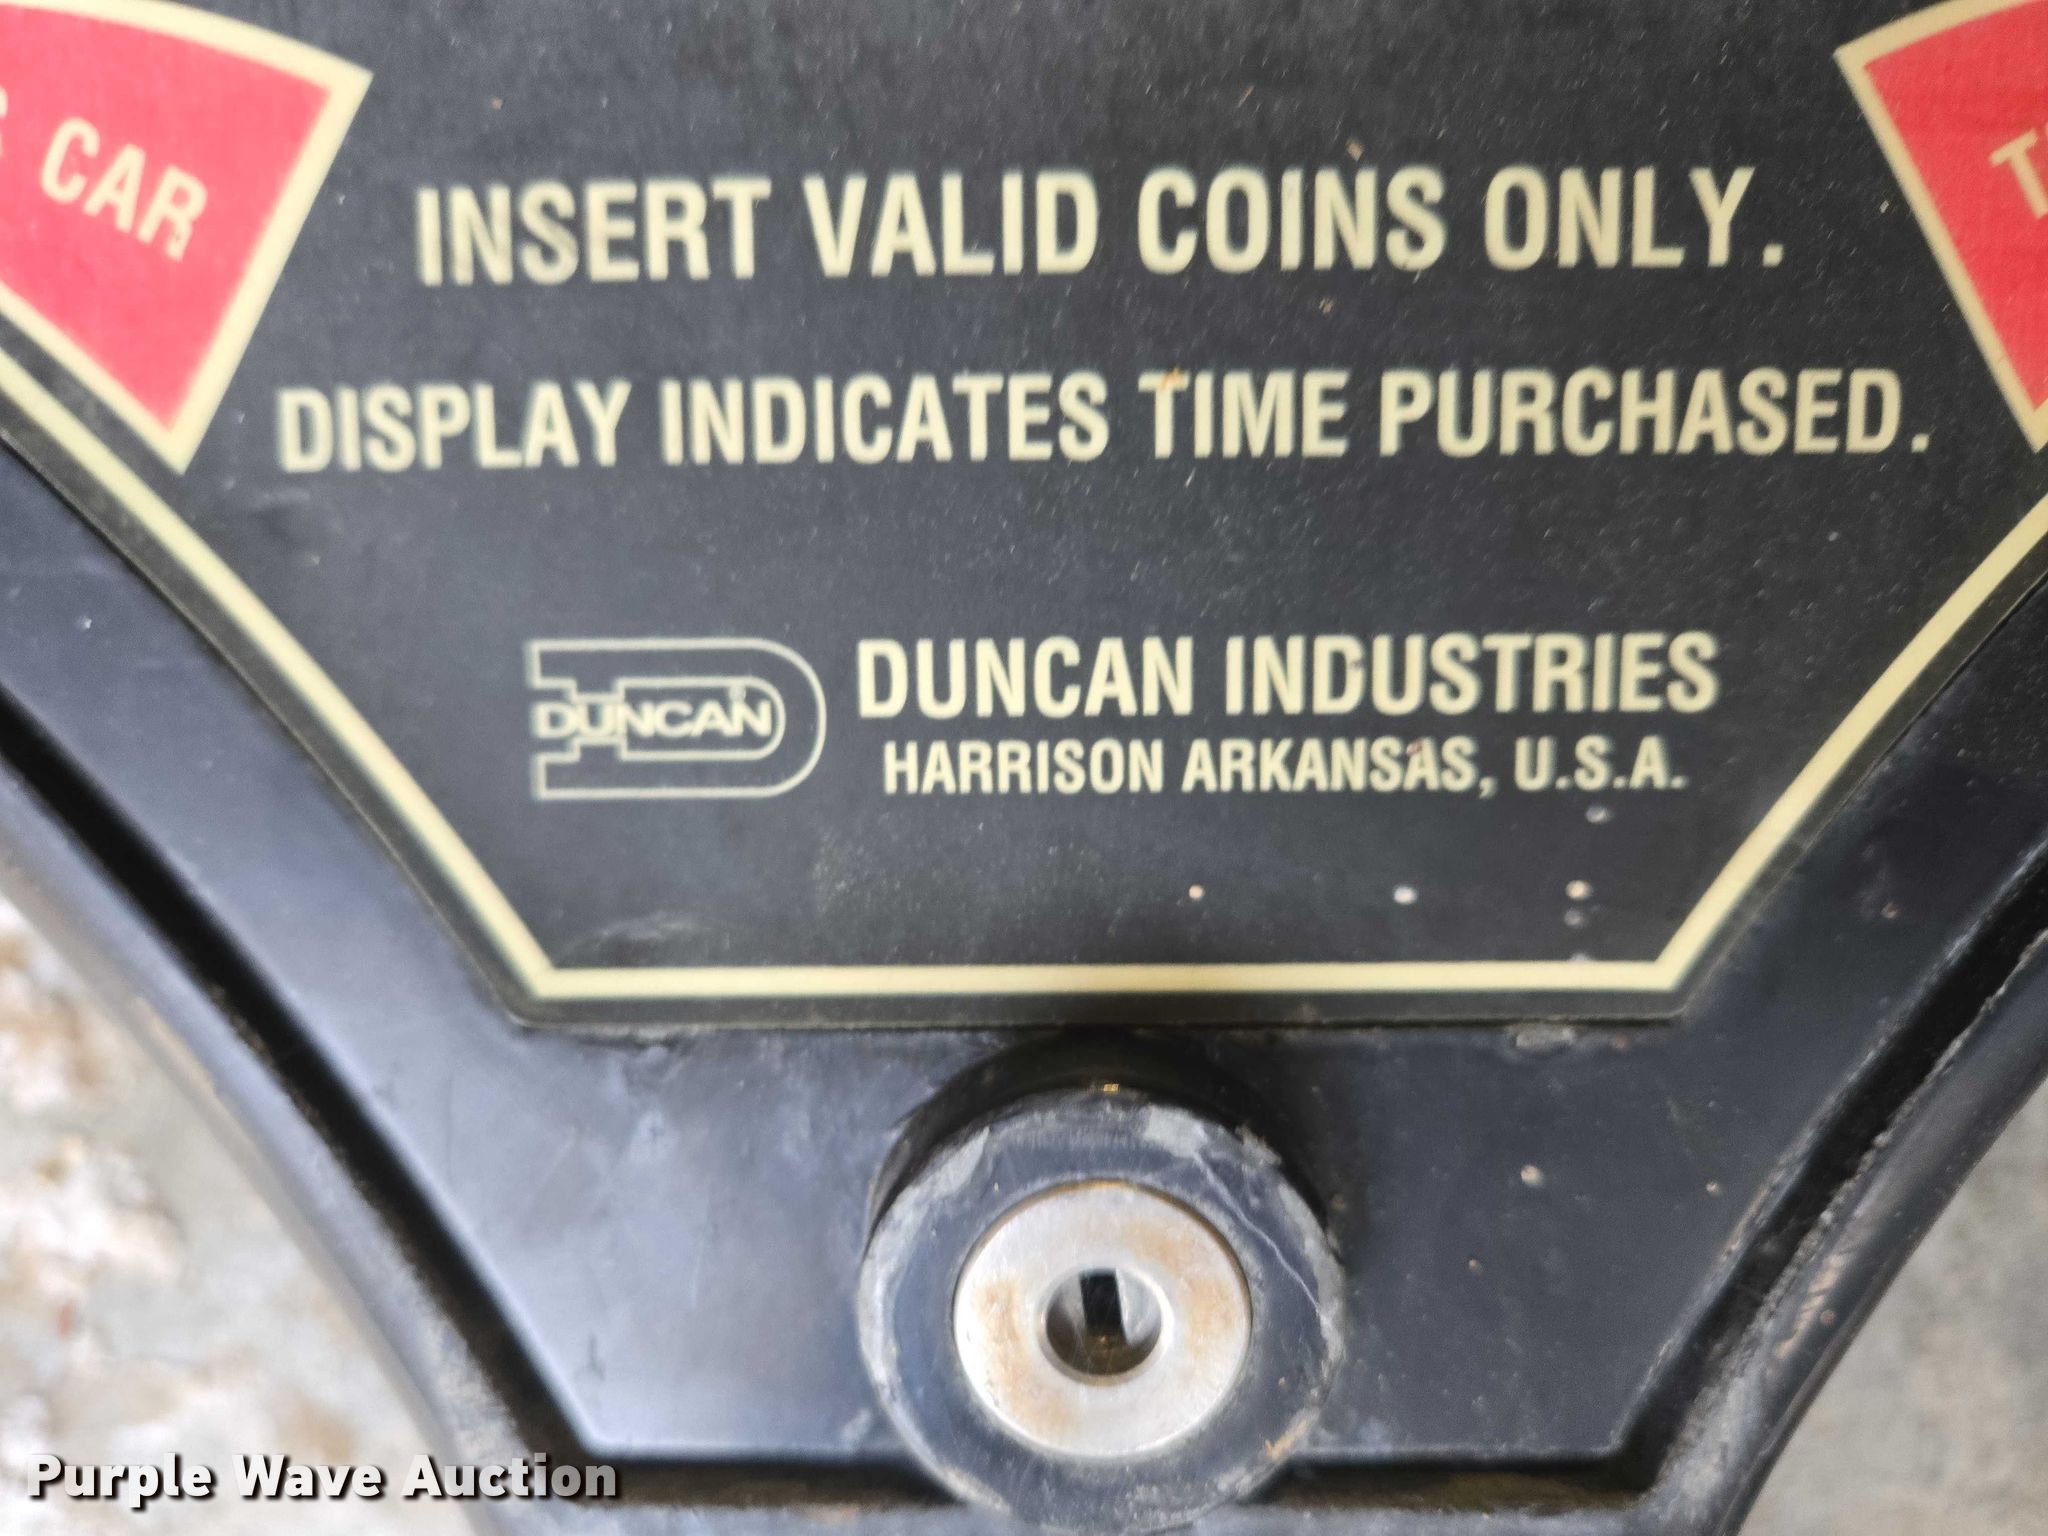 CAR
INSERT VALID COINS ONLY.
DISPLAY INDICATES TIME PURCHASED.
DUNCAN®
DUNCAN INDUSTRIES
HARRISON ARKANSAS, U.S.A.
Purple Wave Auction